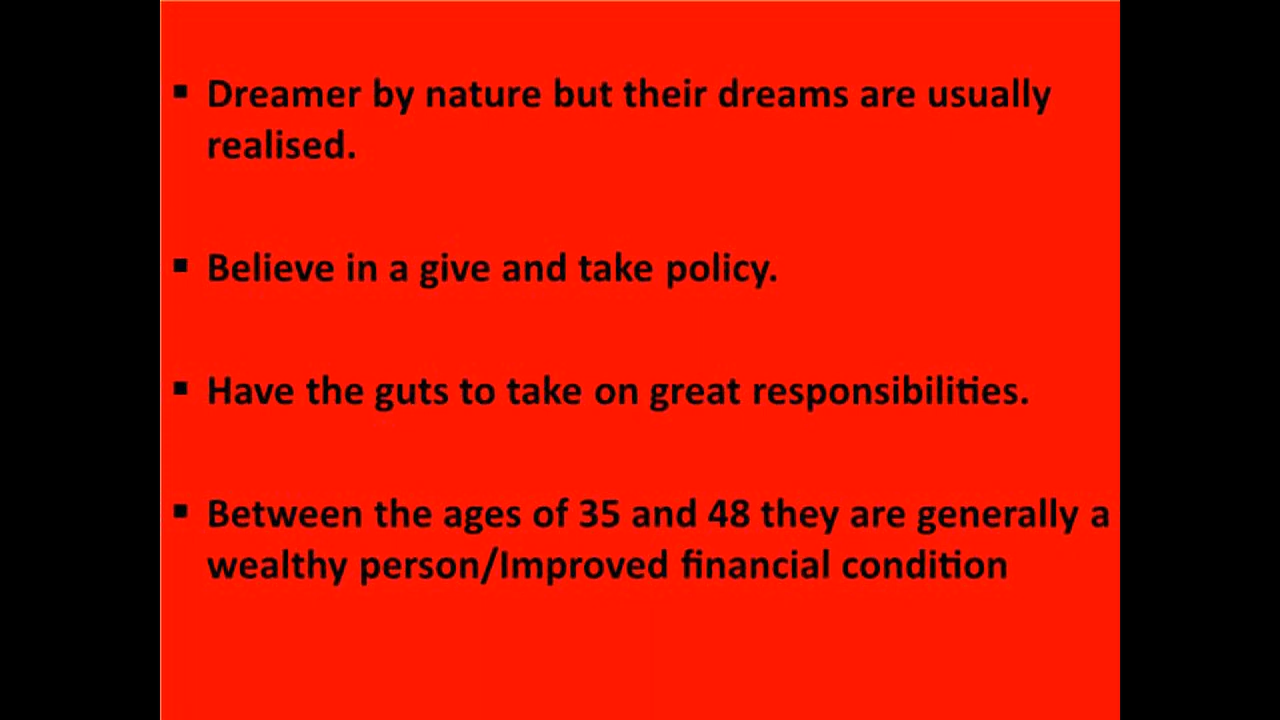 ▪ Dreamer by nature but their dreams are usually
realised.
▪ Believe in a give and take policy.
▪ Have the guts to take on great responsibilities.
▪ Between the ages of 35 and 48 they are generally a
wealthy person/Improved financial condition